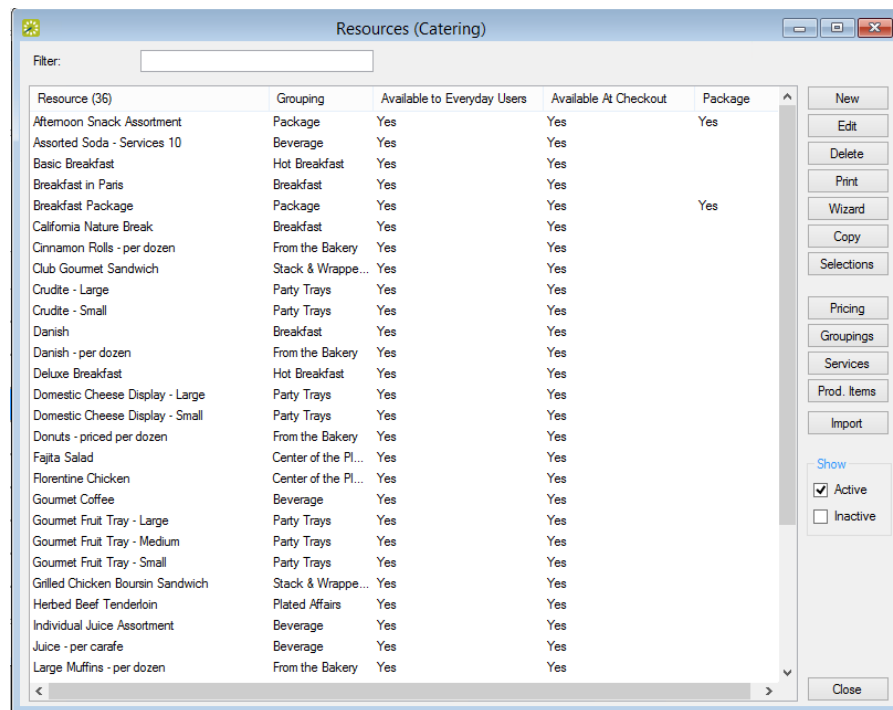 Resources (Catering)
Filter:
Resource (36) Grouping Available to Everyday Users Available At Checkout Package
Afternoon Snack Assortment Package Yes Yes Yes
Assorted Soda - Services 10 Beverage Yes Yes
Basic Breakfast Hot Breakfast Yes Yes
Breakfast in Paris Breakfast Yes Yes
Breakfast Package Package Yes Yes Yes
California Nature Break Breakfast Yes Yes
Cinnamon Rolls - per dozen From the Bakery Yes Yes
Club Gourmet Sandwich Stack & Wrappe... Yes Yes
Crudite - Large Party Trays Yes Yes
Crudite - Small Party Trays Yes Yes
Danish Breakfast Yes Yes
Danish - per dozen From the Bakery Yes Yes
Deluxe Breakfast Hot Breakfast Yes Yes
Domestic Cheese Display - Large Party Trays Yes Yes
Domestic Cheese Display - Small Party Trays Yes Yes
Donuts - priced per dozen From the Bakery Yes Yes
Fajita Salad Center of the Pl... Yes Yes
Florentine Chicken Center of the Pl... Yes Yes
Gourmet Coffee Beverage Yes Yes
Gourmet Fruit Tray - Large Party Trays Yes Yes
Gourmet Fruit Tray - Medium Party Trays Yes Yes
Gourmet Fruit Tray - Small Party Trays Yes Yes
Grilled Chicken Boursin Sandwich Stack & Wrappe... Yes Yes
Herbed Beef Tenderloin Plated Affairs Yes Yes
Individual Juice Assortment Beverage Yes Yes
Juice - per carafe Beverage Yes Yes
Large Muffins - per dozen From the Bakery Yes Yes
New
Edit
Delete
Print
Wizard
Copy
Selections
Pricing
Groupings
Services
Prod. Items
Import
Show
Active
Inactive
Close